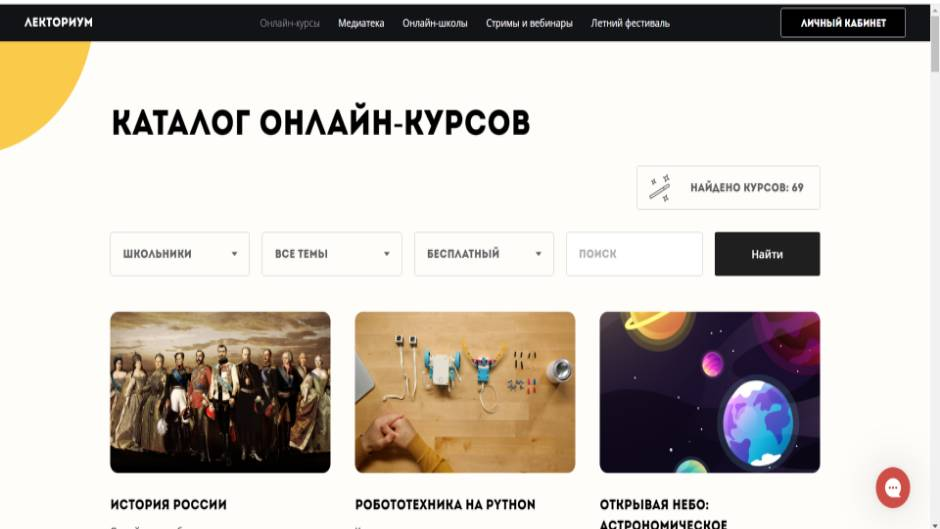 ЛЕКТОРИУМ
Онлайн-курсы Медиатека Онлайн-школы Стримы и вебинары Летний фестиваль
ЛИЧНЫЙ КАБИНЕТ
КАТАЛОГ ОНЛАЙН-КУРСОВ
НАЙДЕНО КУРСОВ: 69
ШКОЛЬНИКИ ВСЕ ТЕМЫ БЕСПЛАТНЫЙ ПОИСК Найти
ИСТОРИЯ РОССИИ
РОБОТОТЕХНИКА НА PYTHON
ОТКРЫВАЯ НЕБО:
АСТРОНОМИЧЕСКОЕ